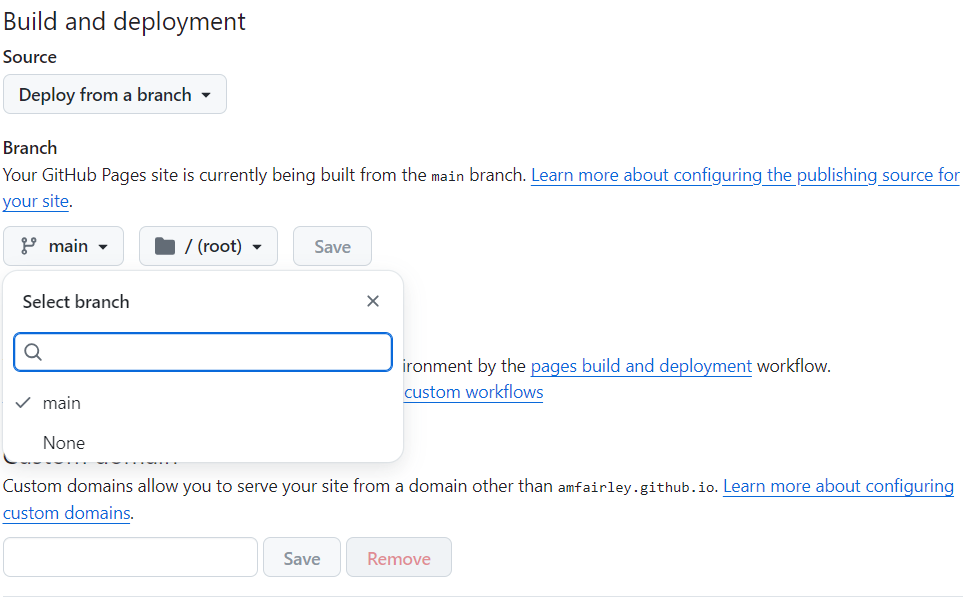 Build and deployment
Source
Deploy from a branch
Branch
Your GitHub Pages site is currently being built from the main branch. Learn more about configuring the publishing source for
your site.
main
/ (root)
Save
Select branch
ironment by the pages build and deployment workflow.
custom workflows
main
None
Custom domain
Custom domains allow you to serve your site from a domain other than amfairley.github.io. Learn more about configuring
custom domains.
Save
Remove